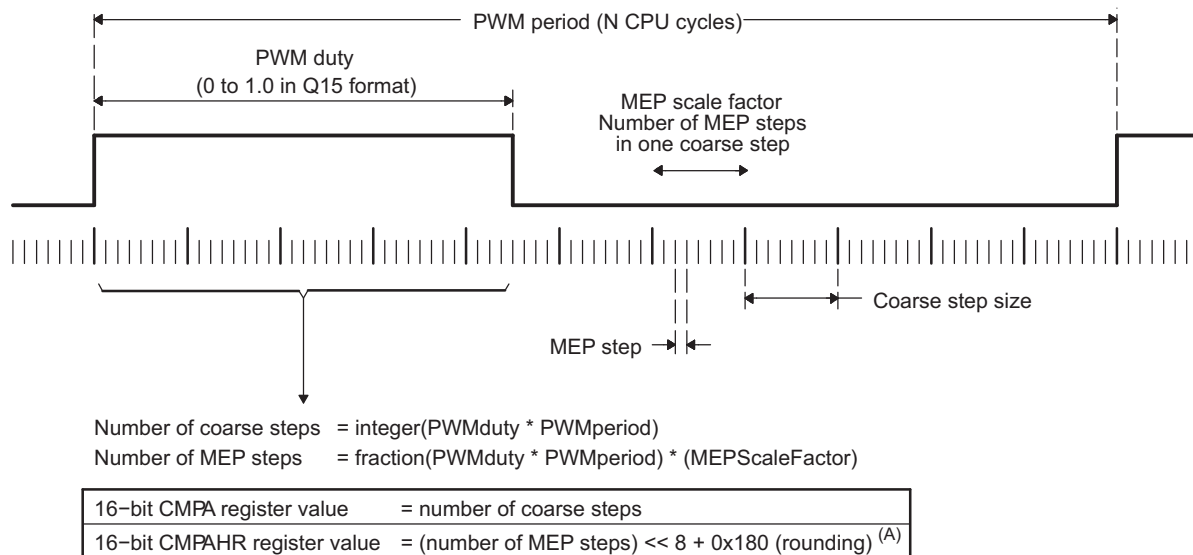 PWM period (N CPU cycles)
PWM duty
(0 to 1.0 in Q15 format)
MEP scale factor
Number of MEP steps
in one coarse step
Coarse step size
MEP step
Number of coarse steps = integer(PWMduty * PWMperiod)
Number of MEP steps = fraction(PWMduty * PWMperiod) * (MEPScaleFactor)
16−bit CMPA register value = number of coarse steps
16−bit CMPAHR register value = (number of MEP steps) << 8 + 0x180 (rounding) (A)